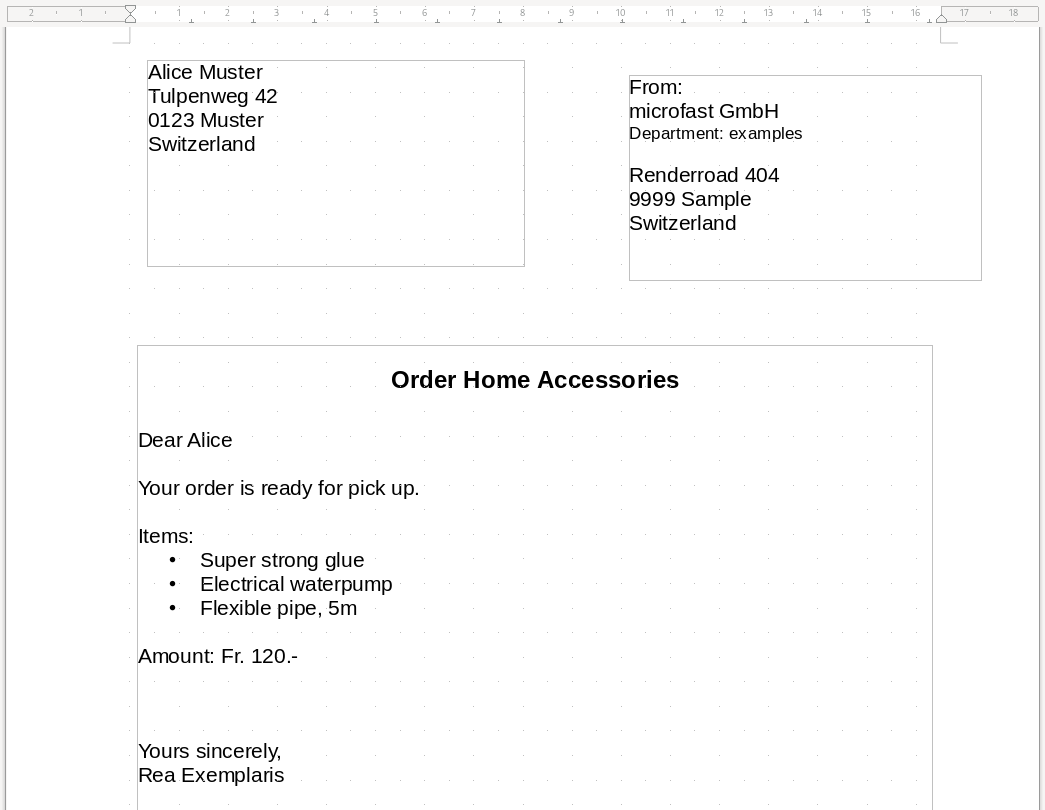 2 1 1 2 3 4 5 6 7 8 9 10 11 12 13 14 15 16 17 18
Alice Muster
Tulpenweg 42
0123 Muster
Switzerland
From:
microfast GmbH
Department: examples
Renderroad 404
9999 Sample
Switzerland
Order Home Accessories
Dear Alice
Your order is ready for pick up.
Items:
• Super strong glue
• Electrical waterpump
• Flexible pipe, 5m
Amount: Fr. 120.-
Yours sincerely,
Rea Exemplaris